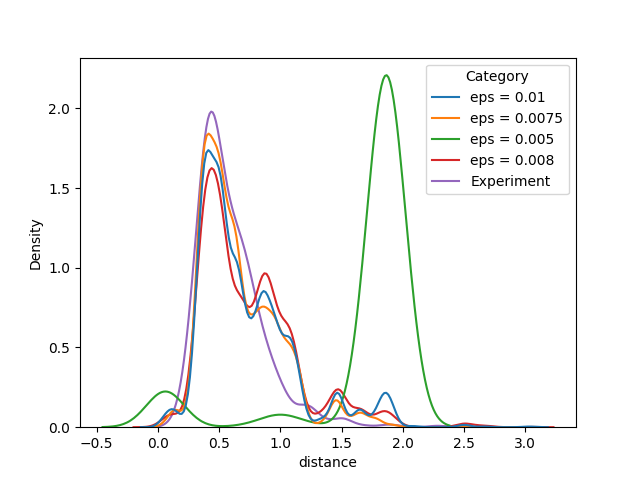 Category
eps = 0.01
eps = 0.0075
eps = 0.005
eps = 0.008
Experiment
Density
2.0
1.5
1.0
0.5
0.0
−0.5 0.0 0.5 1.0 1.5 2.0 2.5 3.0
distance